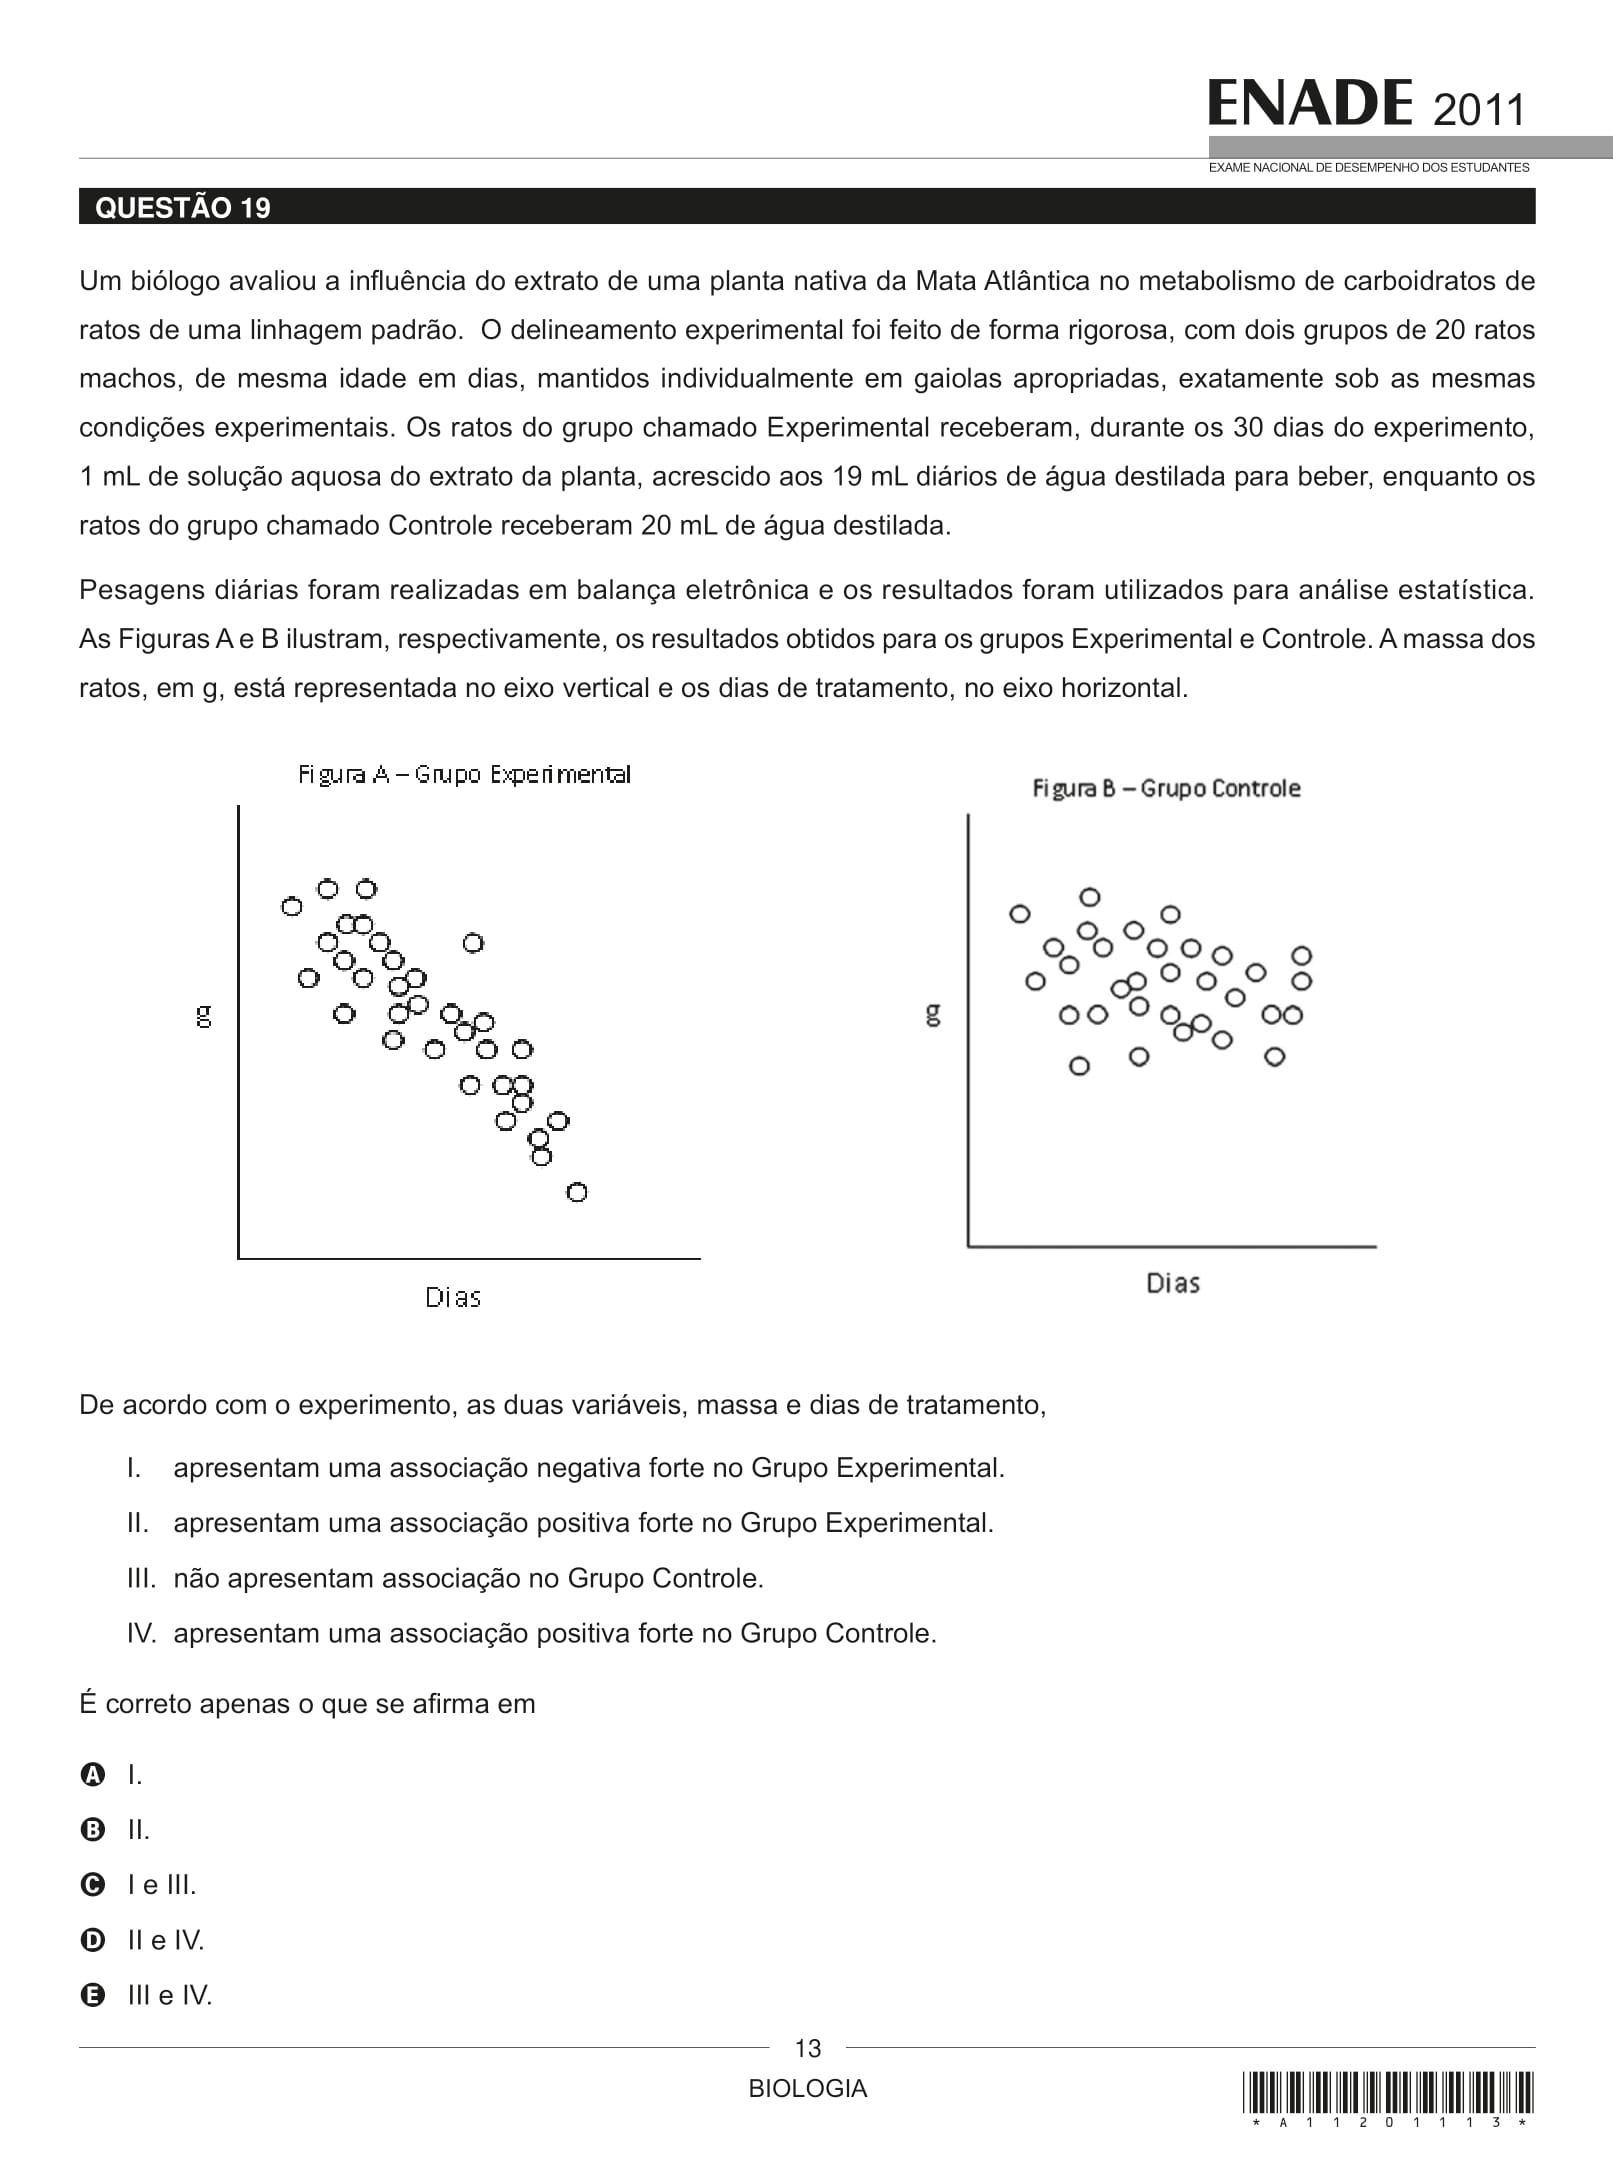 ENADE 2011
EXAME NACIONAL DE DESEMPENHO DOS ESTUDANTES
QUESTÃO 19
Um biólogo avaliou a influência do extrato de uma planta nativa da Mata Atlântica no metabolismo de carboidratos de
ratos de uma linhagem padrão. O delineamento experimental foi feito de forma rigorosa, com dois grupos de 20 ratos
machos, de mesma idade em dias, mantidos individualmente em gaiolas apropriadas, exatamente sob as mesmas
condições experimentais. Os ratos do grupo chamado Experimental receberam, durante os 30 dias do experimento,
1 mL de solução aquosa do extrato da planta, acrescido aos 19 mL diários de água destilada para beber, enquanto os
ratos do grupo chamado Controle receberam 20 mL de água destilada.
Pesagens diárias foram realizadas em balança eletrônica e os resultados foram utilizados para análise estatística.
As Figuras A e B ilustram, respectivamente, os resultados obtidos para os grupos Experimental e Controle. A massa dos
ratos, em g, está representada no eixo vertical e os dias de tratamento, no eixo horizontal.
Figura A – Grupo Experimental
g
Dias
Figura B – Grupo Controle
g
Dias
De acordo com o experimento, as duas variáveis, massa e dias de tratamento,
I. apresentam uma associação negativa forte no Grupo Experimental.
II. apresentam uma associação positiva forte no Grupo Experimental.
III. não apresentam associação no Grupo Controle.
IV. apresentam uma associação positiva forte no Grupo Controle.
É correto apenas o que se afirma em
A I.
B II.
C I e III.
D II e IV.
E III e IV.
13
BIOLOGIA
* A 1 1 2 0 1 1 1 3 *